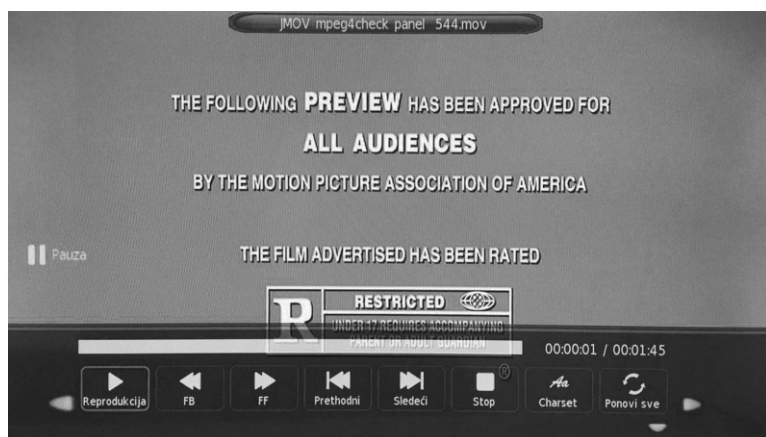 JMOV mpeg4check panel 544.mov
THE FOLLOWING PREVIEW HAS BEEN APPROVED FOR
ALL AUDIENCES
BY THE MOTION PICTURE ASSOCIATION OF AMERICA
Pauza
THE FILM ADVERTISED HAS BEEN RATED
R
RESTRICTED
UNDER 17 REQUIRES ACCOMPANYING
PARENT OR ADULT GUARDIAN
00:00:01 / 00:01:45
Reprodukcija
FB
FF
Prethodni
Sledeći
Stop
®
Aa
Charset
Ponovi sve